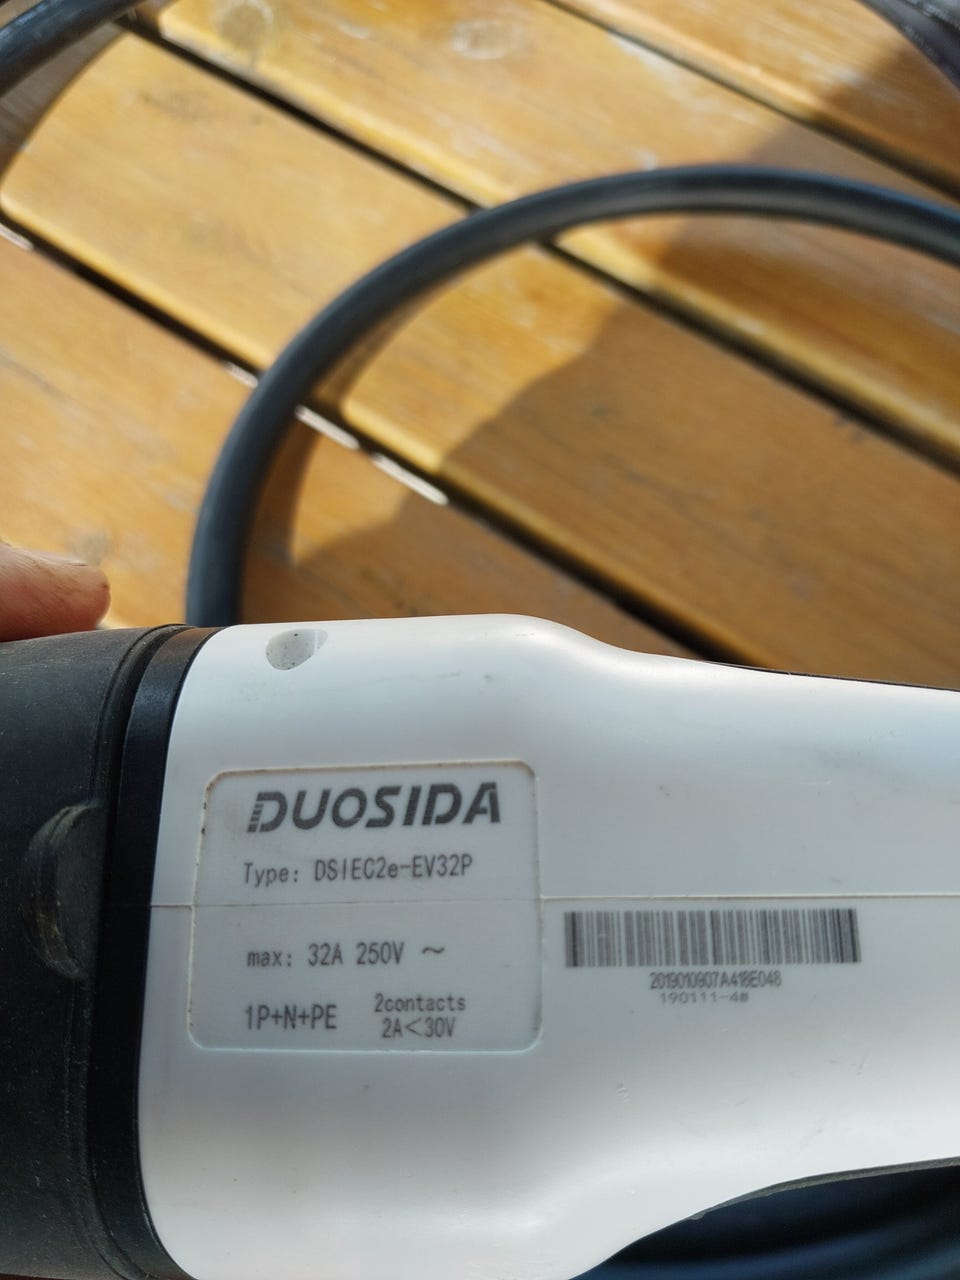 DUOSIDA
Type: DSIEC2e-EV32P
max: 32A 250V ~
1P+N+PE
2contacts
2A<30V
2019010907A418E048
190111-4#